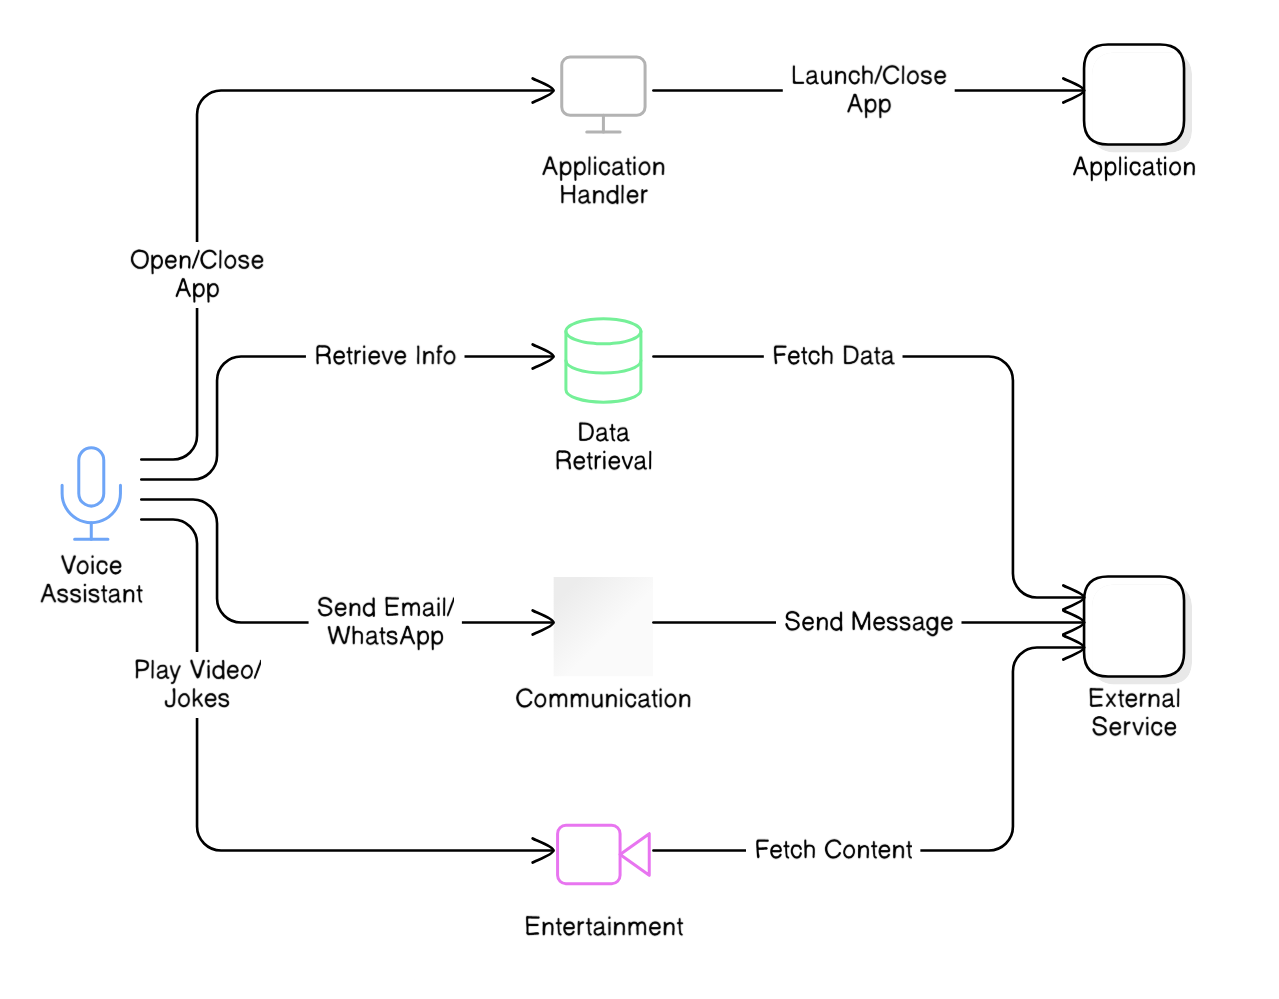 Launch/Close
App
Application
Handler
Application
Open/Close
App
Retrieve Info
Fetch Data
Data
Retrieval
Voice
Assistant
Send Email/
WhatsApp
Send Message
Communication
Play Video/
Jokes
External
Service
Fetch Content
Entertainment